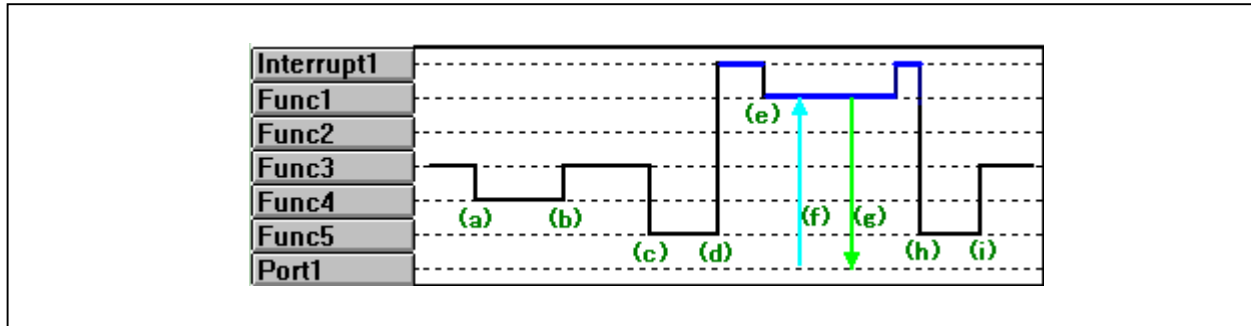 Interrupt1
Func1
(e)
Func2
Func3
Func4
(a) (b) (f) (g)
Func5
(c) (d) (h) (i)
Port1